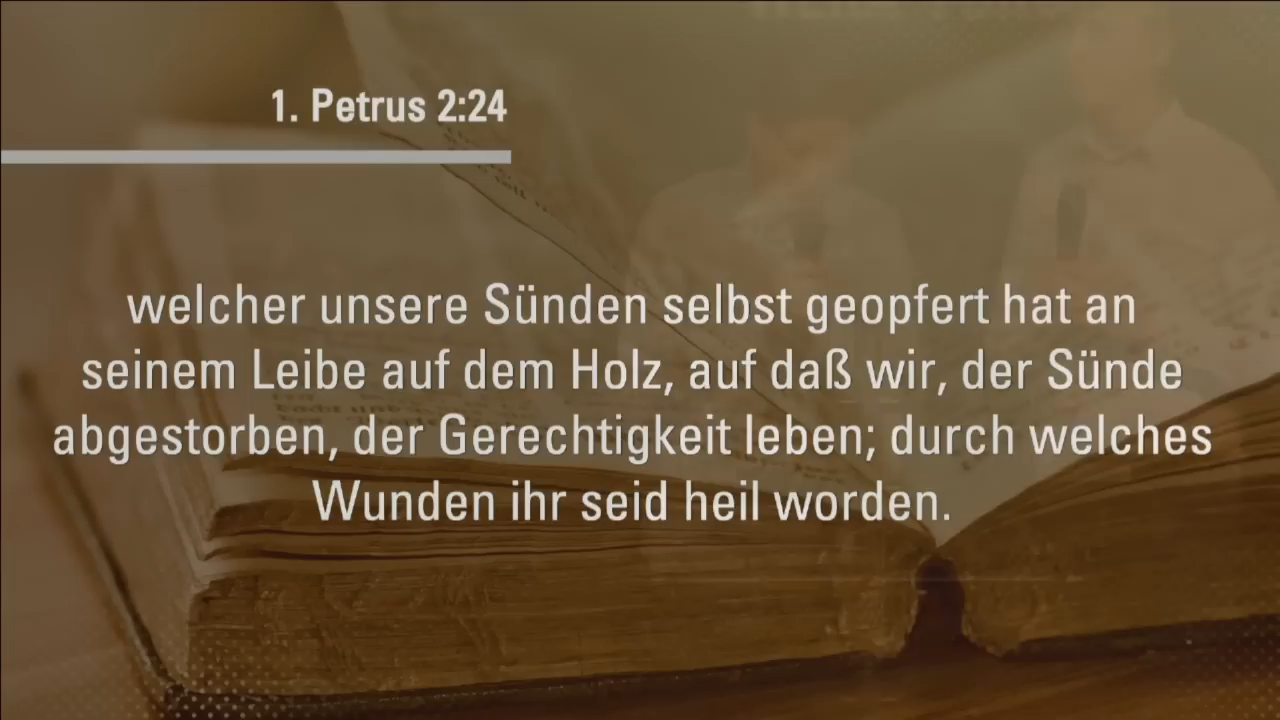 1. Petrus 2:24
welcher unsere Sünden selbst geopfert hat an
seinem Leibe auf dem Holz, auf daß wir, der Sünde
abgestorben, der Gerechtigkeit leben; durch welches
Wunden ihr seid heil worden.